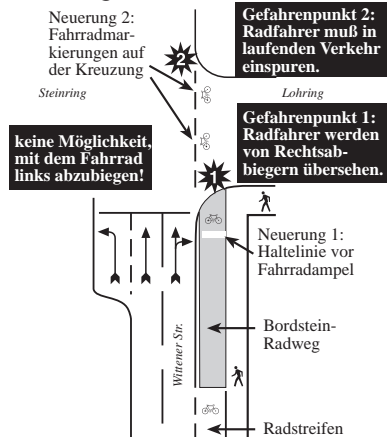 Neuerung 2:
Fahrradmar-
kierungen auf
der Kreuzung
Gefahrenpunkt 2:
Radfahrer muß in
laufenden Verkehr
einspuren.
2
Steinring
Lohring
keine Möglichkeit,
mit dem Fahrrad
links abzubiegen!
Gefahrenpunkt 1:
Radfahrer werden
von Rechtsab-
biegern übersehen.
1
Neuerung 1:
Haltelinie vor
Fahrradampel
Wittener Str.
Bordstein-
Radweg
Radstreifen